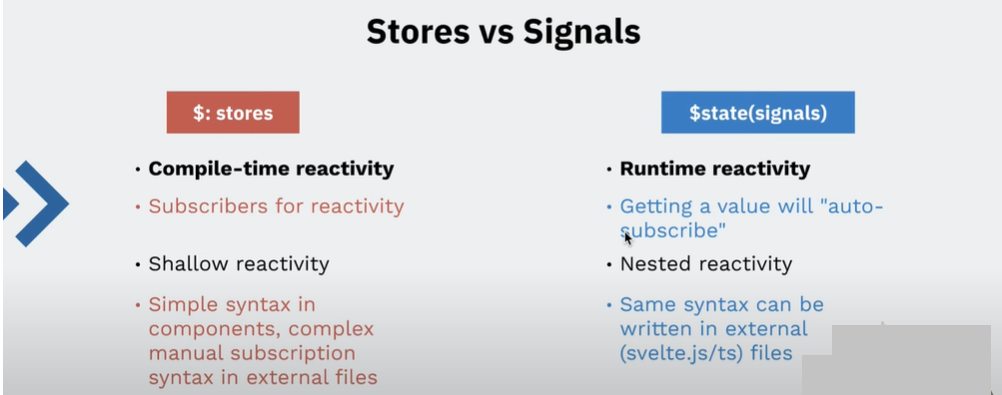 Stores vs Signals
$: stores
• Compile-time reactivity
• Subscribers for reactivity
• Shallow reactivity
• Simple syntax in
components, complex
manual subscription
syntax in external files
$state(signals)
• Runtime reactivity
• Getting a value will "auto-
subscribe"
• Nested reactivity
• Same syntax can be
written in external
(svelte.js/ts) files